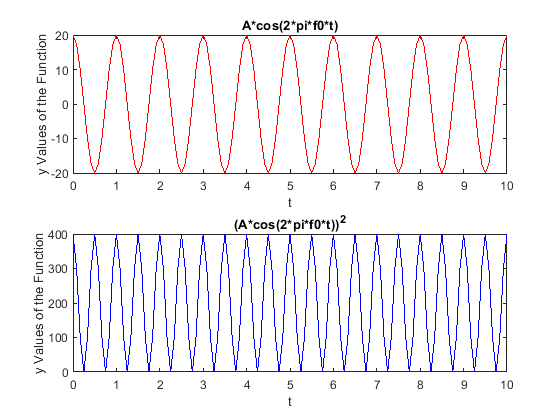 A*cos(2*pi*f0*t)
y Values of the Function
20
10
0
-10
-20
0 1 2 3 4 5 6 7 8 9 10
t
(A*cos(2*pi*f0*t))^2
y Values of the Function
400
300
200
100
0
0 1 2 3 4 5 6 7 8 9 10
t